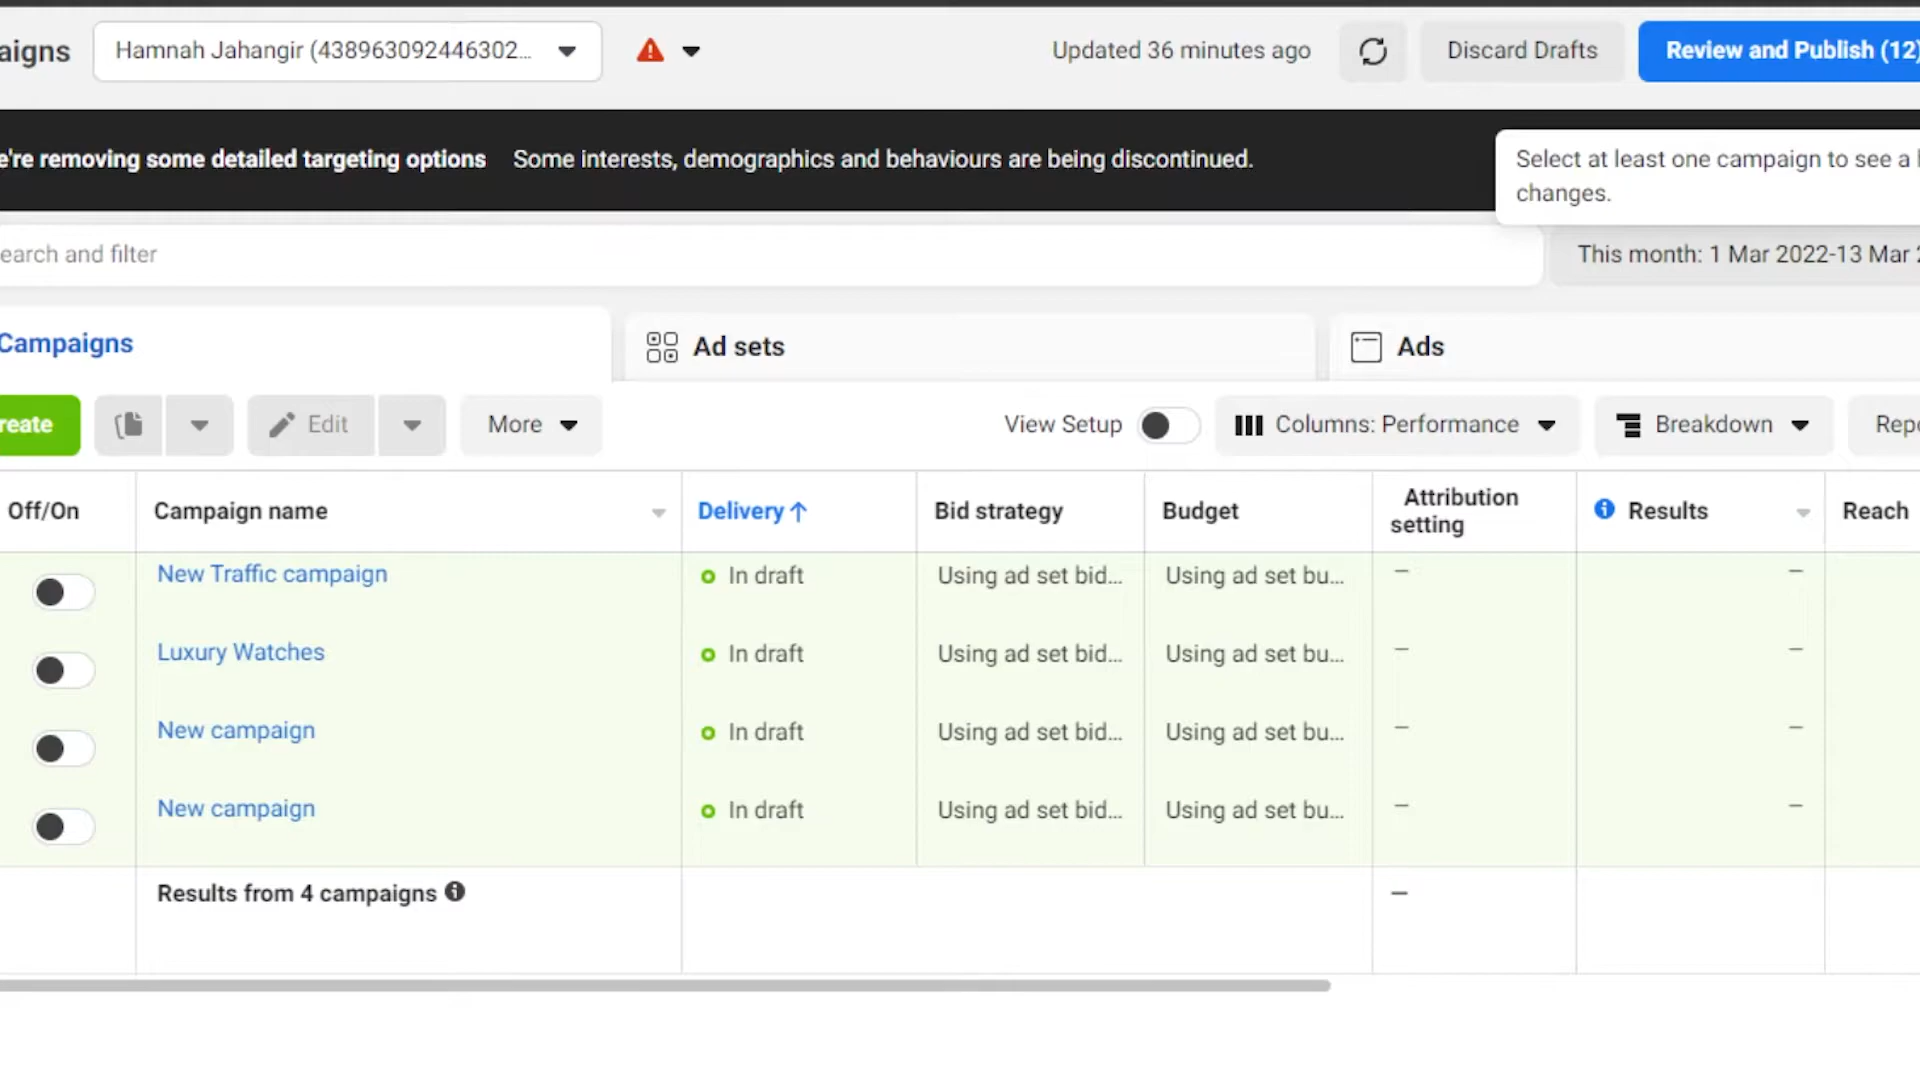 aigns
Hamnah Jahangir (438963092446302...
Updated 36 minutes ago
Discard Drafts
Review and Publish (12)
e're removing some detailed targeting options Some interests, demographics and behaviours are being discontinued.
Select at least one campaign to see a
changes.
earch and filter
This month: 1 Mar 2022-13 Mar 2
Campaigns
Ad sets
Ads
reate
Edit
More
View Setup
Columns: Performance
Breakdown
Repo
Off/On
Campaign name
Delivery ↑
Bid strategy
Budget
Attribution
setting
Results
Reach
New Traffic campaign
In draft
Using ad set bid...
Using ad set bu...
–
–
Luxury Watches
In draft
Using ad set bid...
Using ad set bu...
–
–
New campaign
In draft
Using ad set bid...
Using ad set bu...
–
–
New campaign
In draft
Using ad set bid...
Using ad set bu...
–
–
Results from 4 campaigns
–